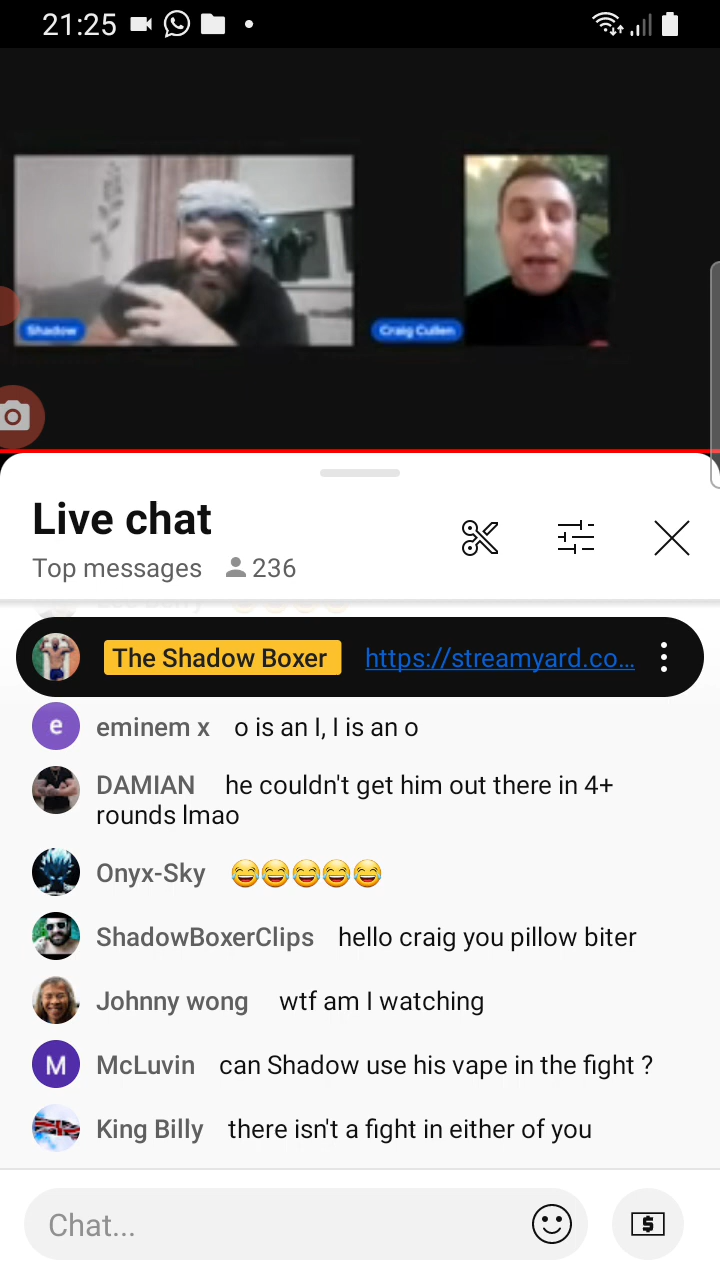 21:25
Shadow
Craig Cullen
Live chat
Top messages 236
The Shadow Boxer https://streamyard.co...
eminem x o is an l, l is an o
DAMIAN he couldn't get him out there in 4+
rounds lmao
Onyx-Sky 😂😂😂😂😂
ShadowBoxerClips hello craig you pillow biter
Johnny wong wtf am I watching
McLuvin can Shadow use his vape in the fight ?
King Billy there isn't a fight in either of you
Chat...